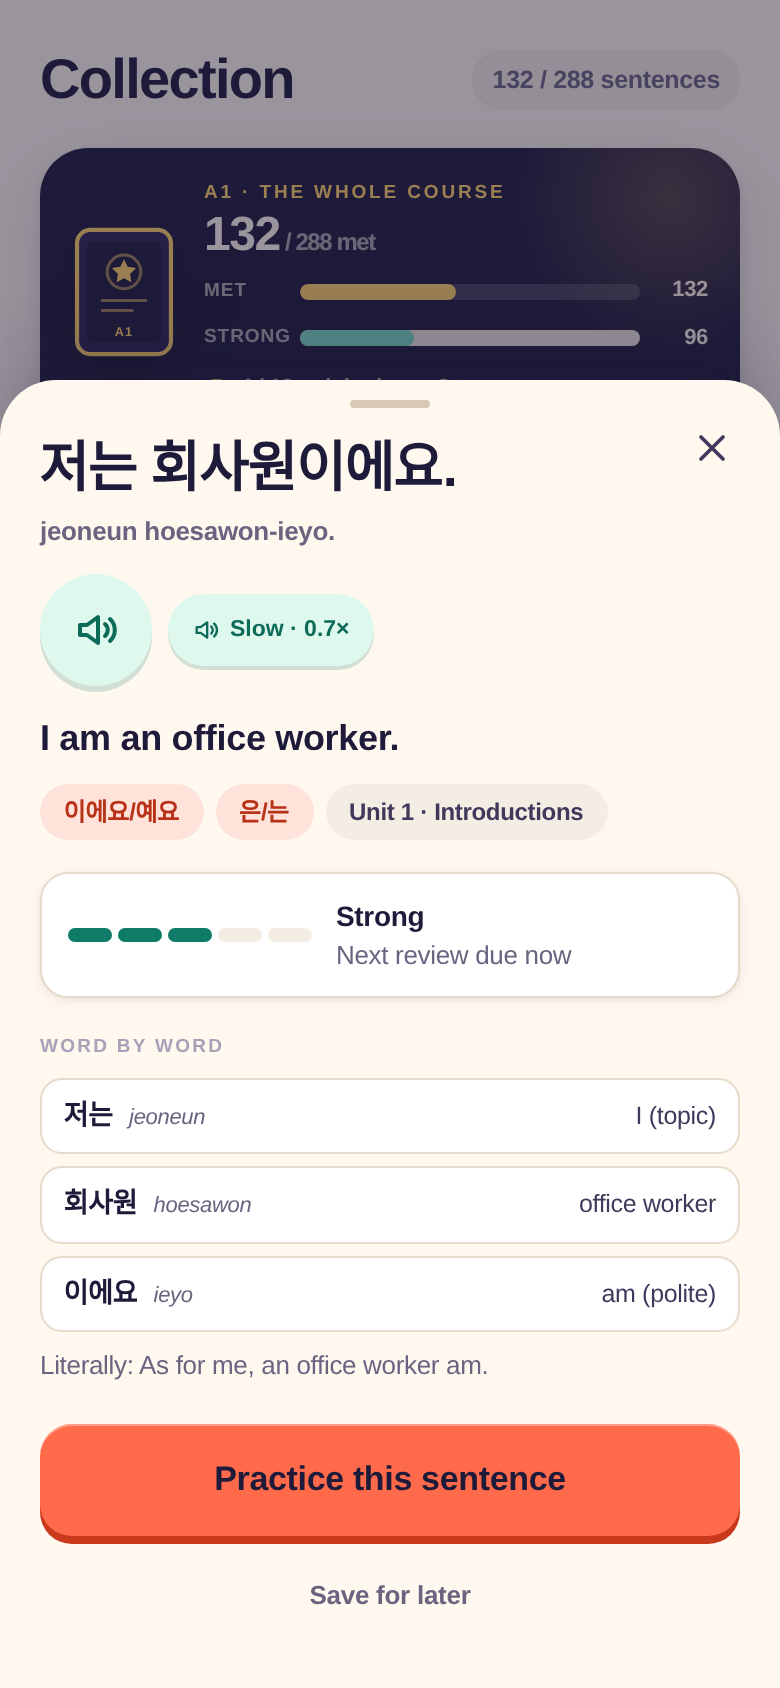 Collection
132 / 288 sentences
A1 · THE WHOLE COURSE
132 / 288 met
A1
MET 132
STRONG 96
저는 회사원이에요.
jeoneun hoesawon-ieyo.
Slow · 0.7×
I am an office worker.
이에요/예요 은/는 Unit 1 · Introductions
Strong
Next review due now
WORD BY WORD
저는 jeoneun I (topic)
회사원 hoesawon office worker
이에요 ieyo am (polite)
Literally: As for me, an office worker am.
Practice this sentence
Save for later